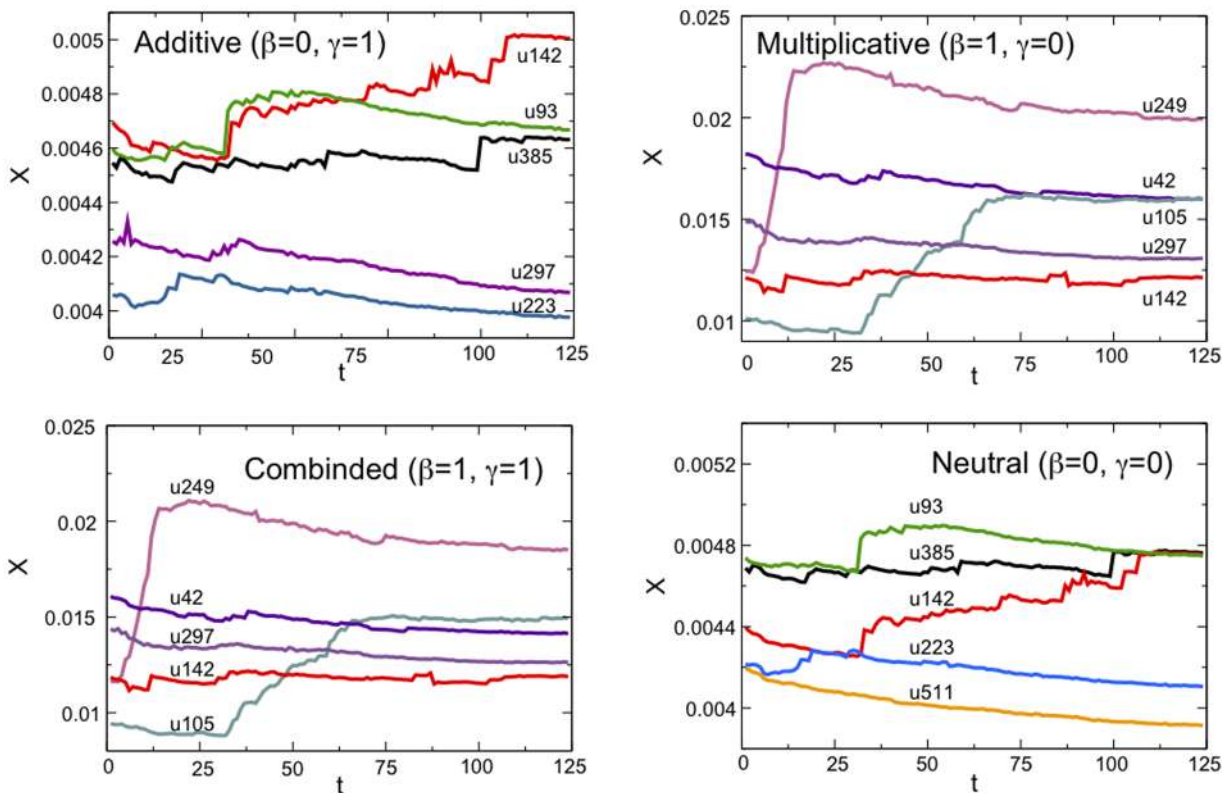 Additive (β=0, γ=1)
0.005
0.0048
0.0046
0.0044
0.0042
0.004
X
u142
u93
u385
u297
u223
0 25 50 75 100 125
t
Multiplicative (β=1, γ=0)
0.025
0.02
0.015
0.01
X
u249
u42
u105
u297
u142
0 25 50 75 100 125
t
Combinded (β=1, γ=1)
0.025
0.02
0.015
0.01
X
u249
u42
u297
u142
u105
0 25 50 75 100 125
t
Neutral (β=0, γ=0)
0.0052
0.0048
0.0044
0.004
X
u93
u385
u142
u223
u511
0 25 50 75 100 125
t